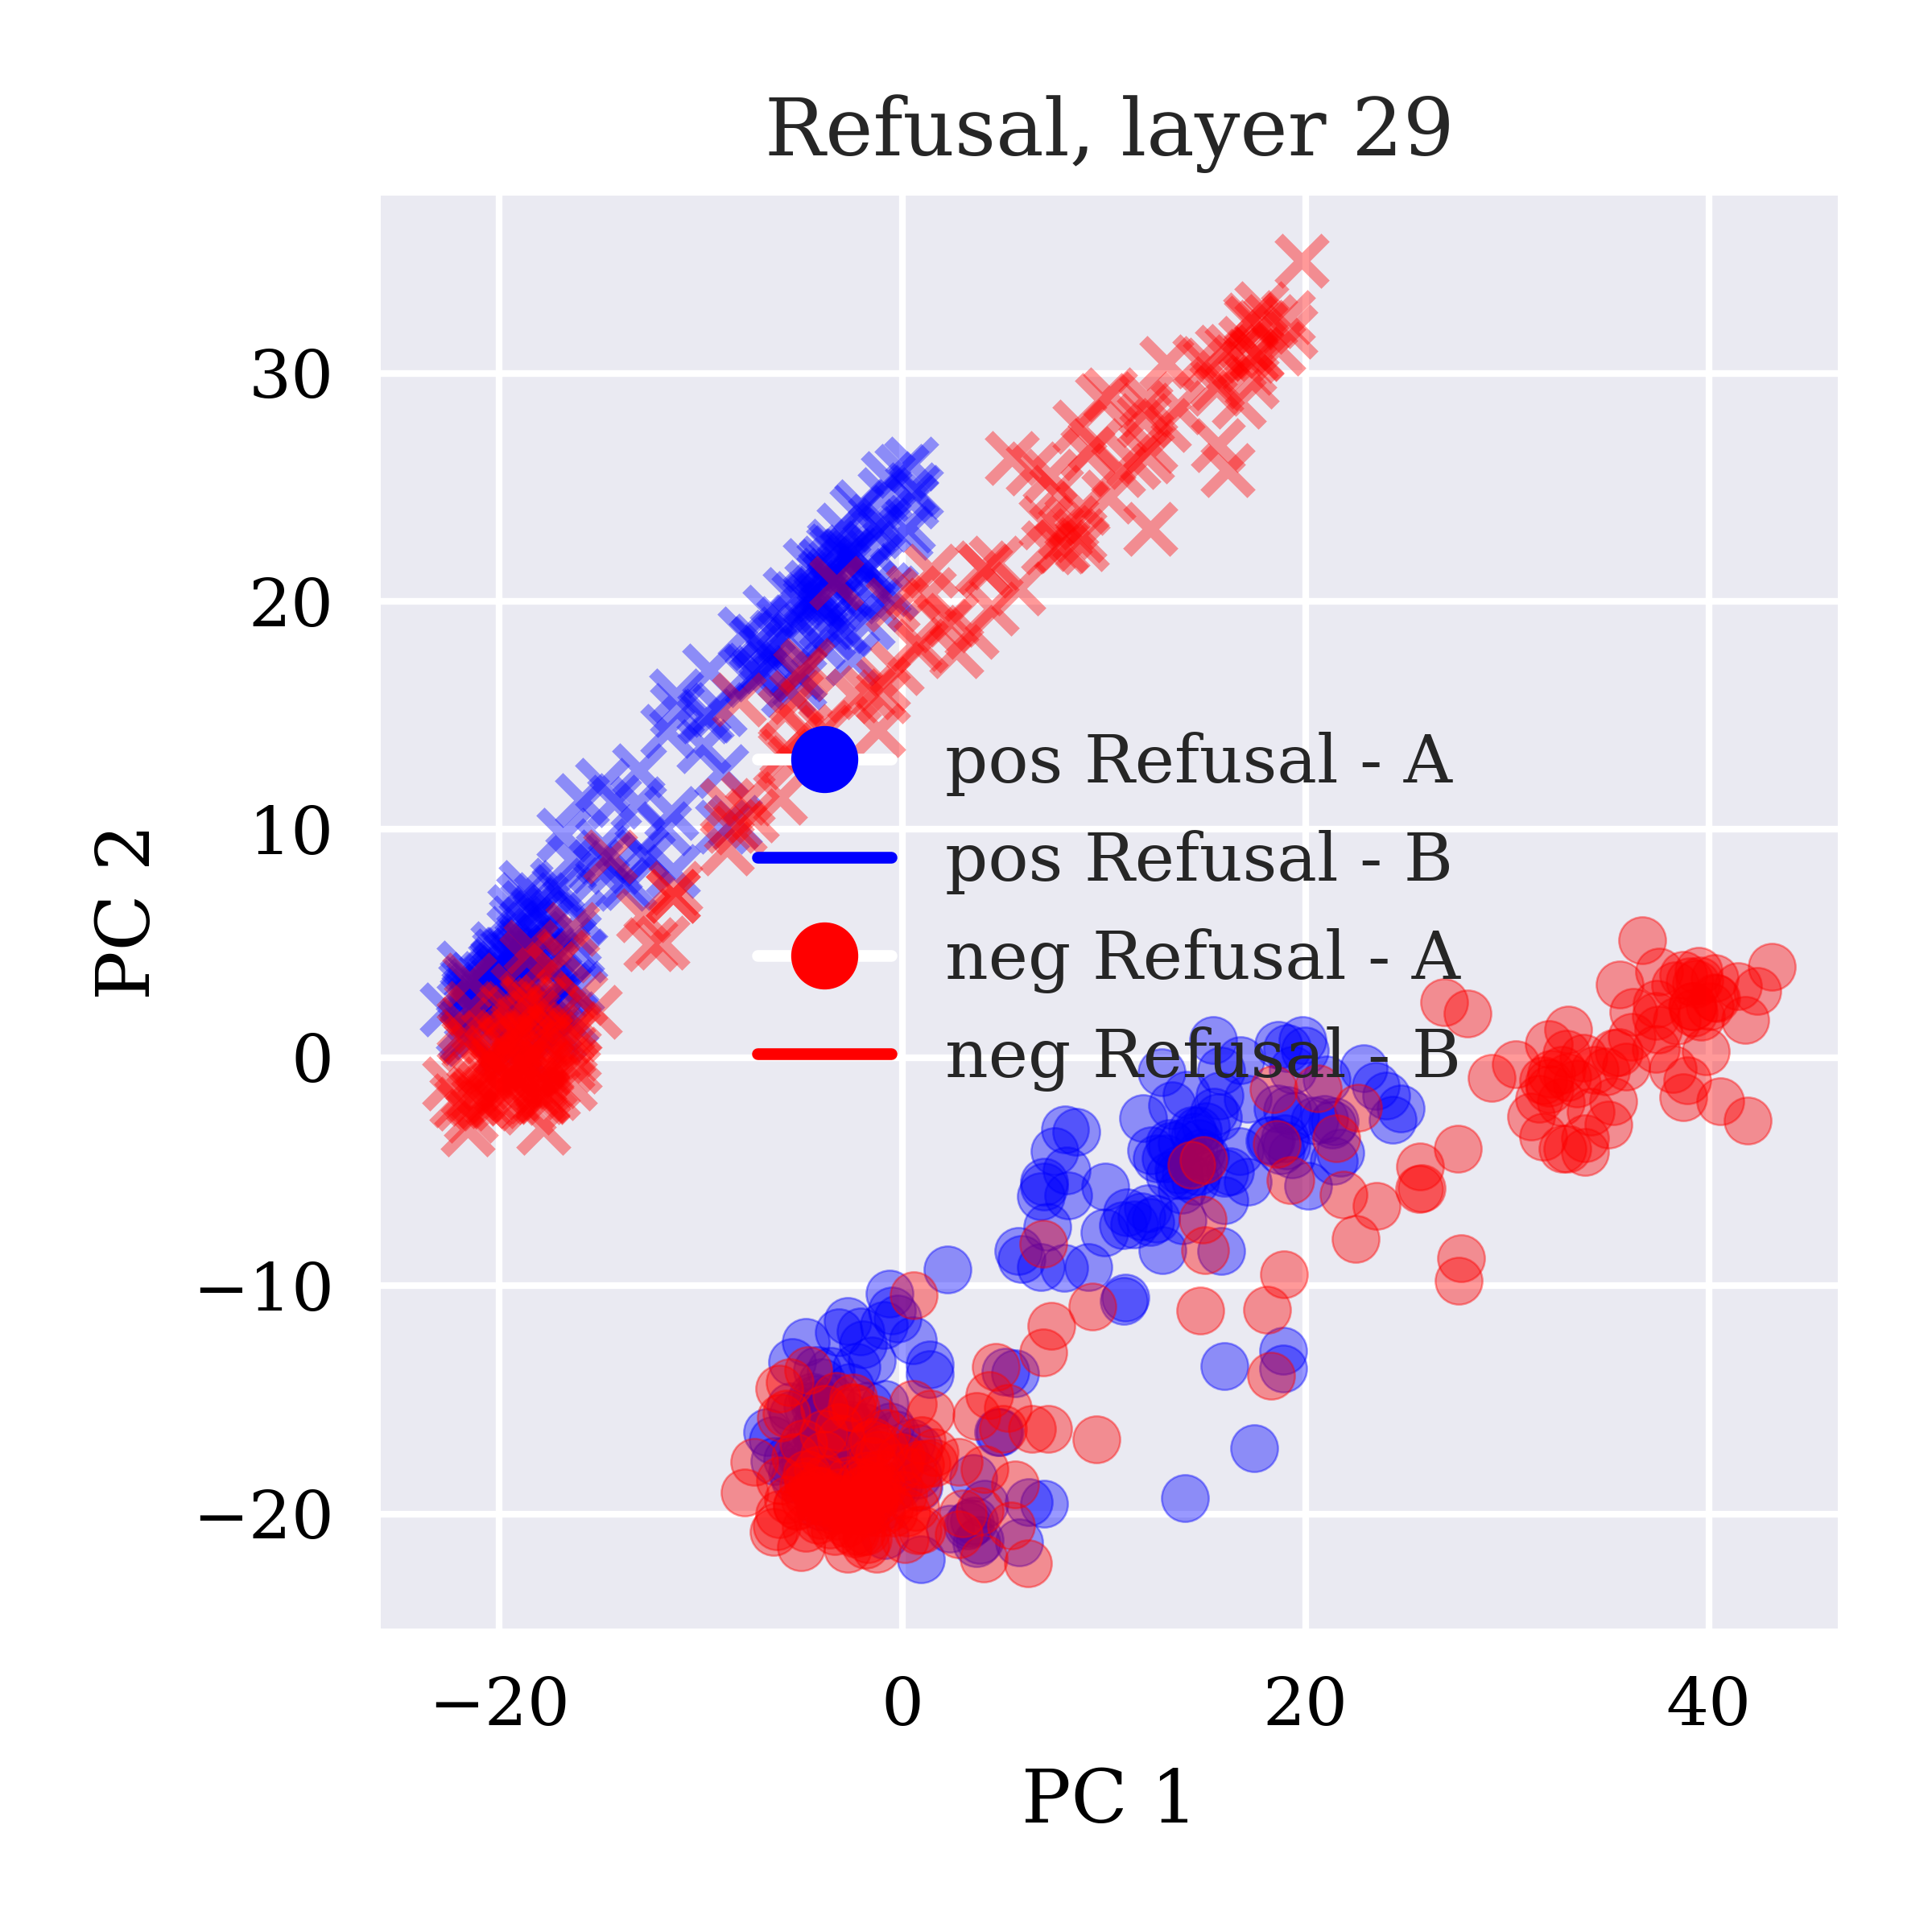 Refusal, layer 29
30
20
10
0
−10
−20
PC 2
pos Refusal - A
pos Refusal - B
neg Refusal - A
neg Refusal - B
−20
0
20
40
PC 1